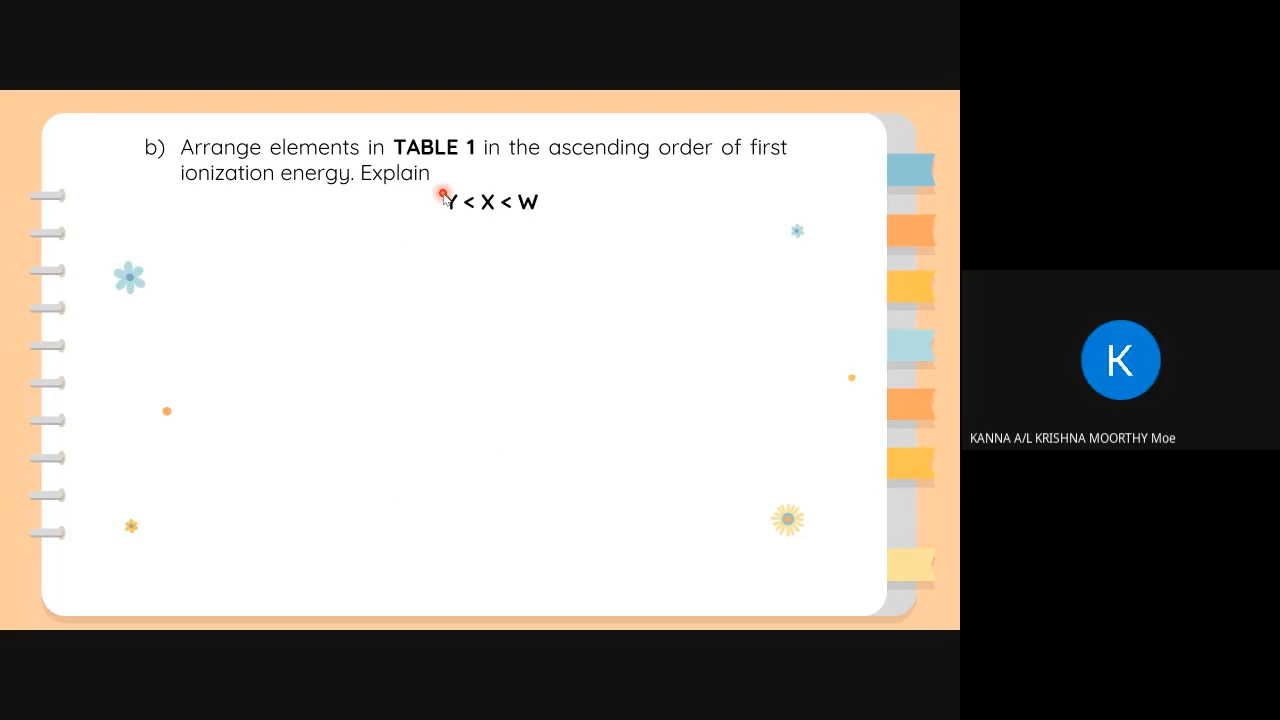 b) Arrange elements in TABLE 1 in the ascending order of first
ionization energy. Explain
Y < X < W
K
KANNA A/L KRISHNA MOORTHY Moe